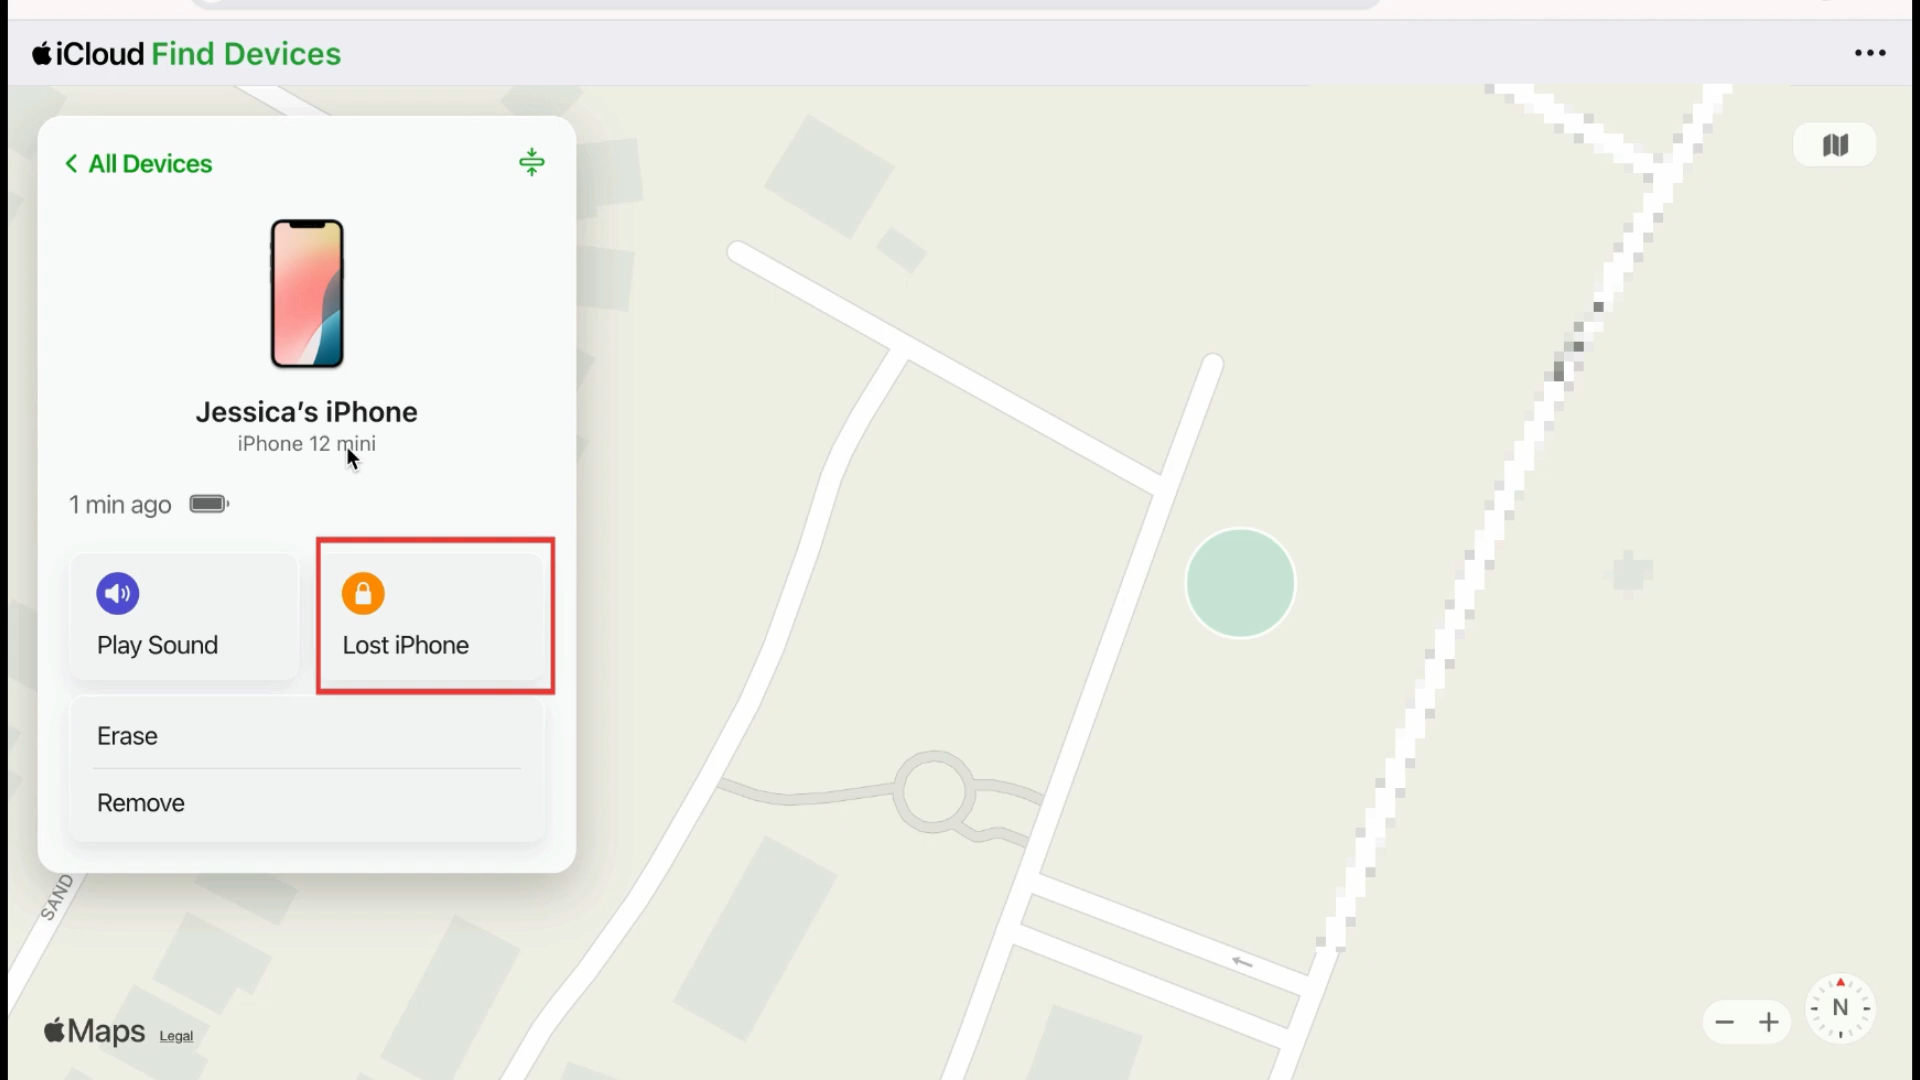 iCloud Find Devices
All Devices
Jessica’s iPhone
iPhone 12 mini
1 min ago
Play Sound
Lost iPhone
Erase
Remove
SAND
Maps Legal
N